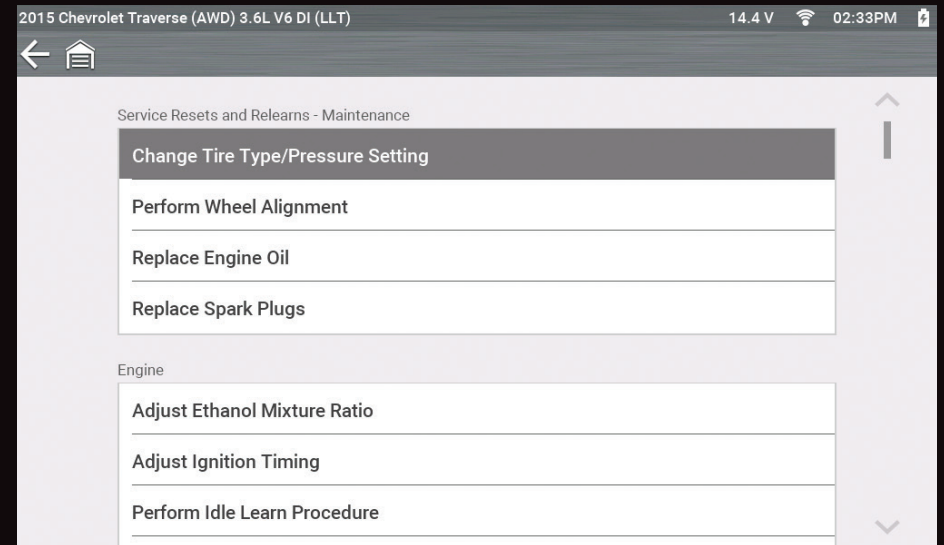 2015 Chevrolet Traverse (AWD) 3.6L V6 DI (LLT) 14.4 V 02:33PM
Service Resets and Relearns - Maintenance
Change Tire Type/Pressure Setting
Perform Wheel Alignment
Replace Engine Oil
Replace Spark Plugs
Engine
Adjust Ethanol Mixture Ratio
Adjust Ignition Timing
Perform Idle Learn Procedure